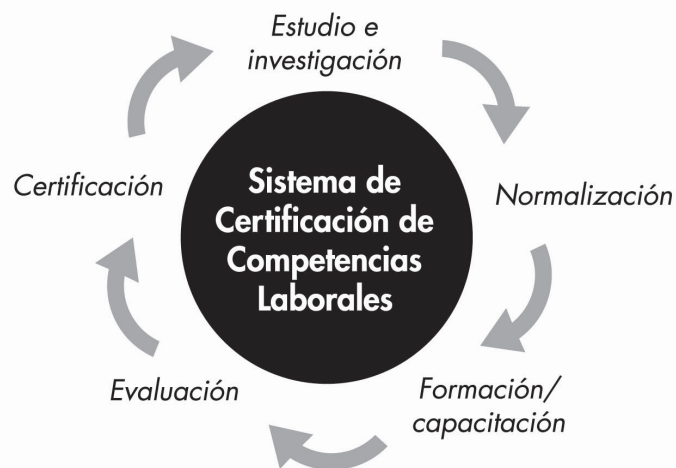 Estudio e
investigación
Normalización
Formación/
capacitación
Evaluación
Certificación
Sistema de
Certificación de
Competencias
Laborales